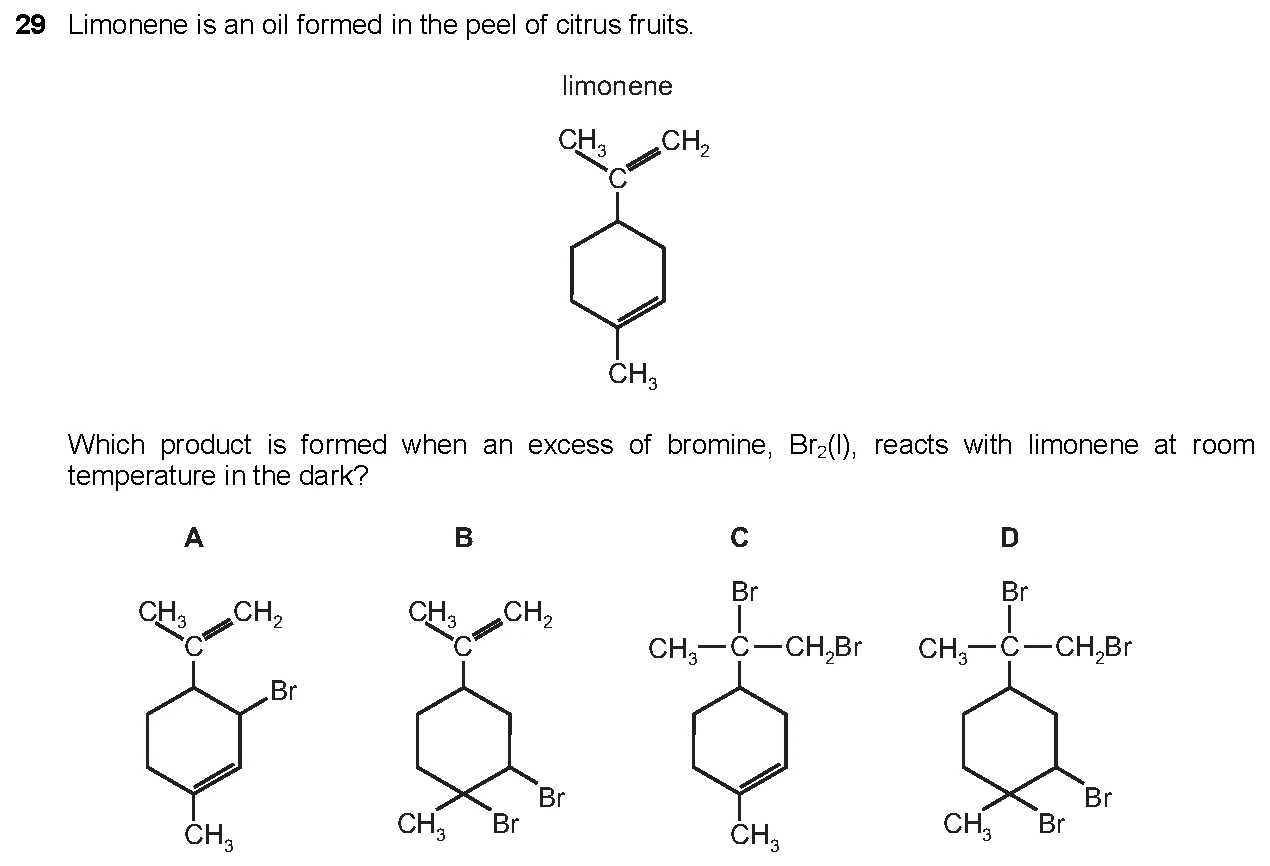 29 Limonene is an oil formed in the peel of citrus fruits.
limonene
CH3 CH2
C
CH3
Which product is formed when an excess of bromine, Br2(l), reacts with limonene at room
temperature in the dark?
A B C D
Br Br
CH3 CH2 CH3 CH2
C C CH3—C—CH2Br CH3—C—CH2Br
Br
Br Br
CH3 Br CH3 Br
CH3 CH3